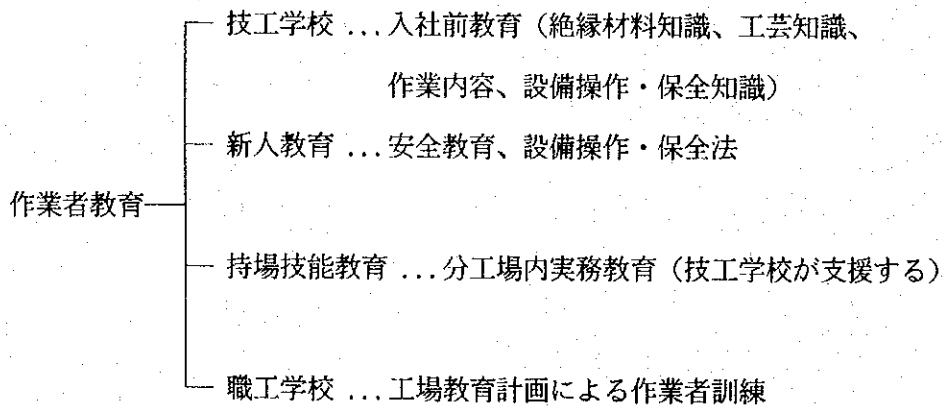 技工学校 ... 入社前教育（絶縁材料知識、工芸知識、
作業内容、設備操作・保全知識）
新人教育 ... 安全教育、設備操作・保全法
作業者教育
持場技能教育 ... 分工場内実務教育（技工学校が支援する）
職工学校 ... 工場教育計画による作業者訓練